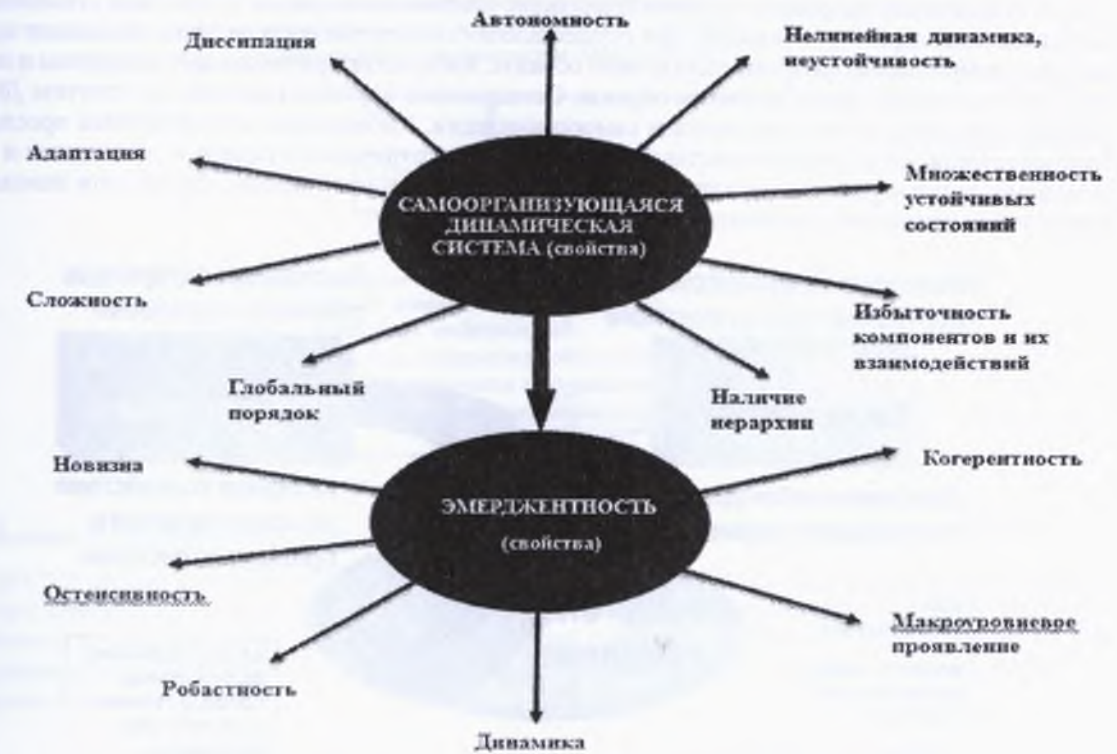 Автономность
Диссипация
Нелинейная динамика,
неустойчивость
Адаптация
Множественность
устойчивых
состояний
САМООРГАНИЗУЮЩАЯСЯ
ДИНАМИЧЕСКАЯ
СИСТЕМА (свойства)
Сложность
Избыточность
компонентов и их
взаимодействий
Глобальный
порядок
Наличие
иерархии
Новизна
Когерентность
ЭМЕРДЖЕНТНОСТЬ
(свойства)
Остенсивность
Макроуровневое
проявление
Робастность
Динамика